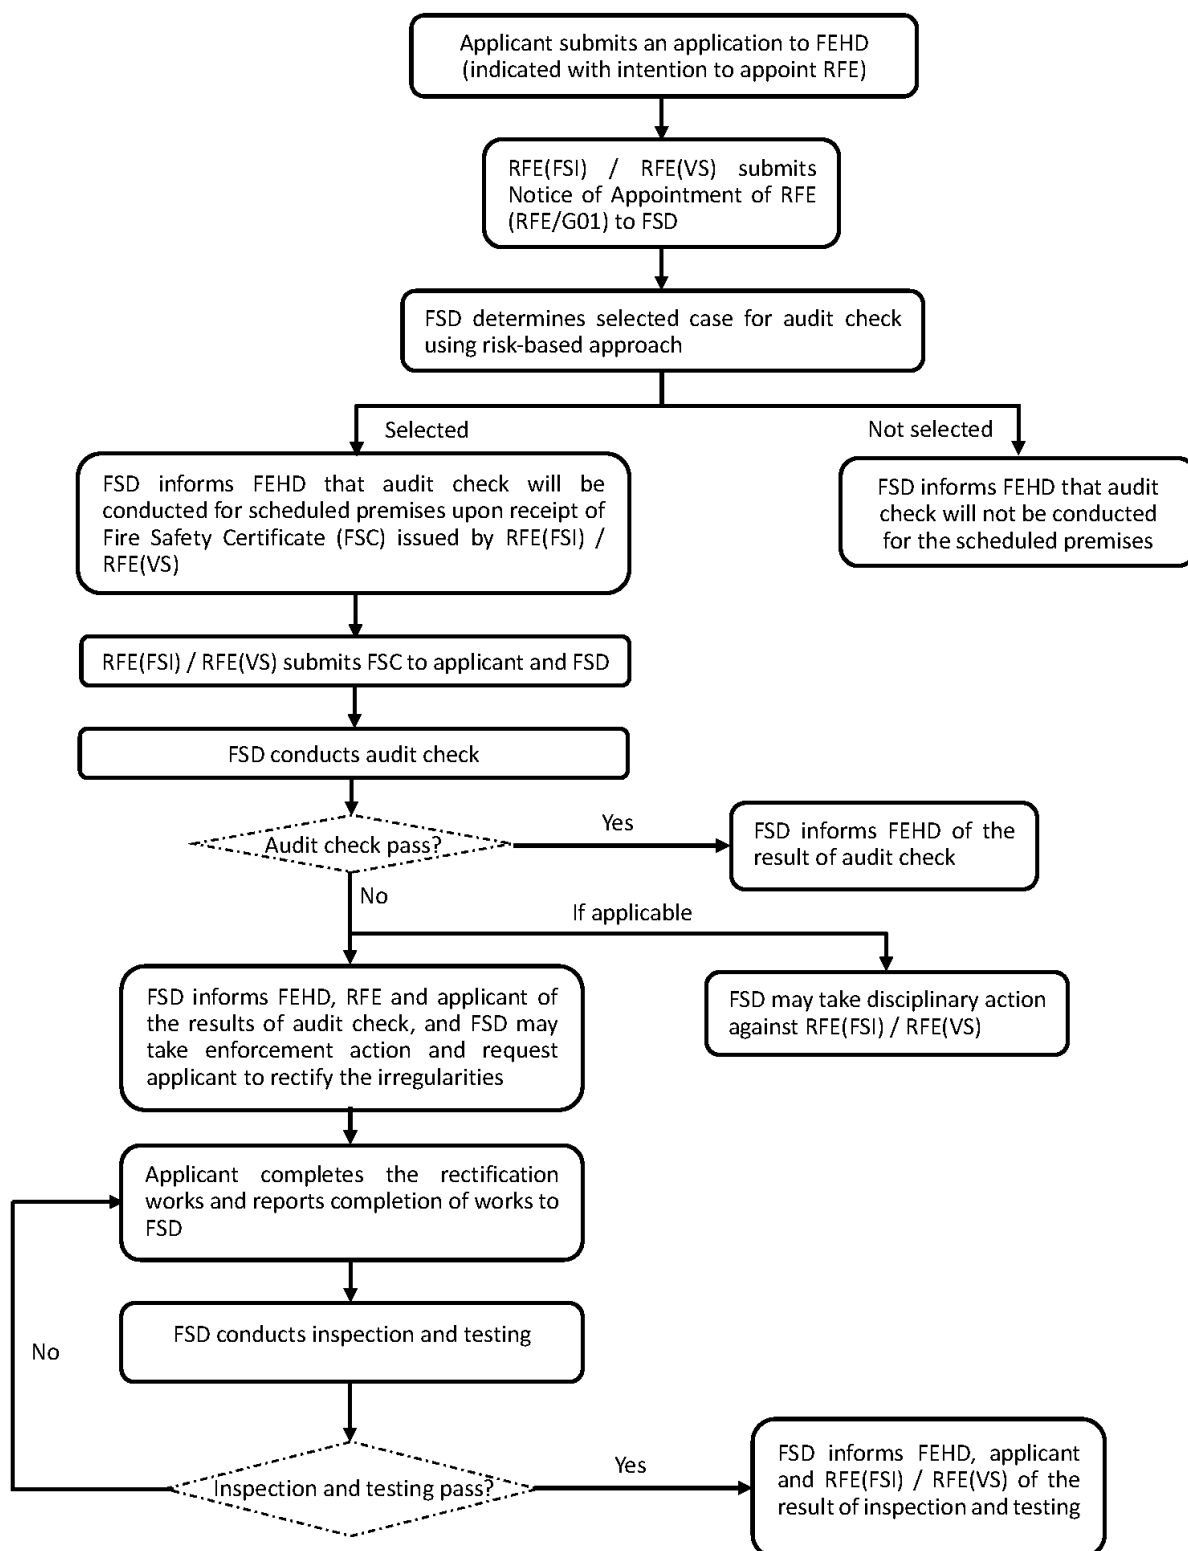 Applicant submits an application to FEHD
(indicated with intention to appoint RFE)
RFE(FSI) / RFE(VS) submits
Notice of Appointment of RFE
(RFE/G01) to FSD
FSD determines selected case for audit check
using risk-based approach
Selected
Not selected
FSD informs FEHD that audit check will be
conducted for scheduled premises upon receipt of
Fire Safety Certificate (FSC) issued by RFE(FSI) /
RFE(VS)
FSD informs FEHD that audit
check will not be conducted
for the scheduled premises
RFE(FSI) / RFE(VS) submits FSC to applicant and FSD
FSD conducts audit check
Audit check pass?
Yes
FSD informs FEHD of the
result of audit check
No
If applicable
FSD informs FEHD, RFE and applicant of
the results of audit check, and FSD may
take enforcement action and request
applicant to rectify the irregularities
FSD may take disciplinary action
against RFE(FSI) / RFE(VS)
Applicant completes the rectification
works and reports completion of works to
FSD
FSD conducts inspection and testing
No
Inspection and testing pass?
Yes
FSD informs FEHD, applicant
and RFE(FSI) / RFE(VS) of the
result of inspection and testing